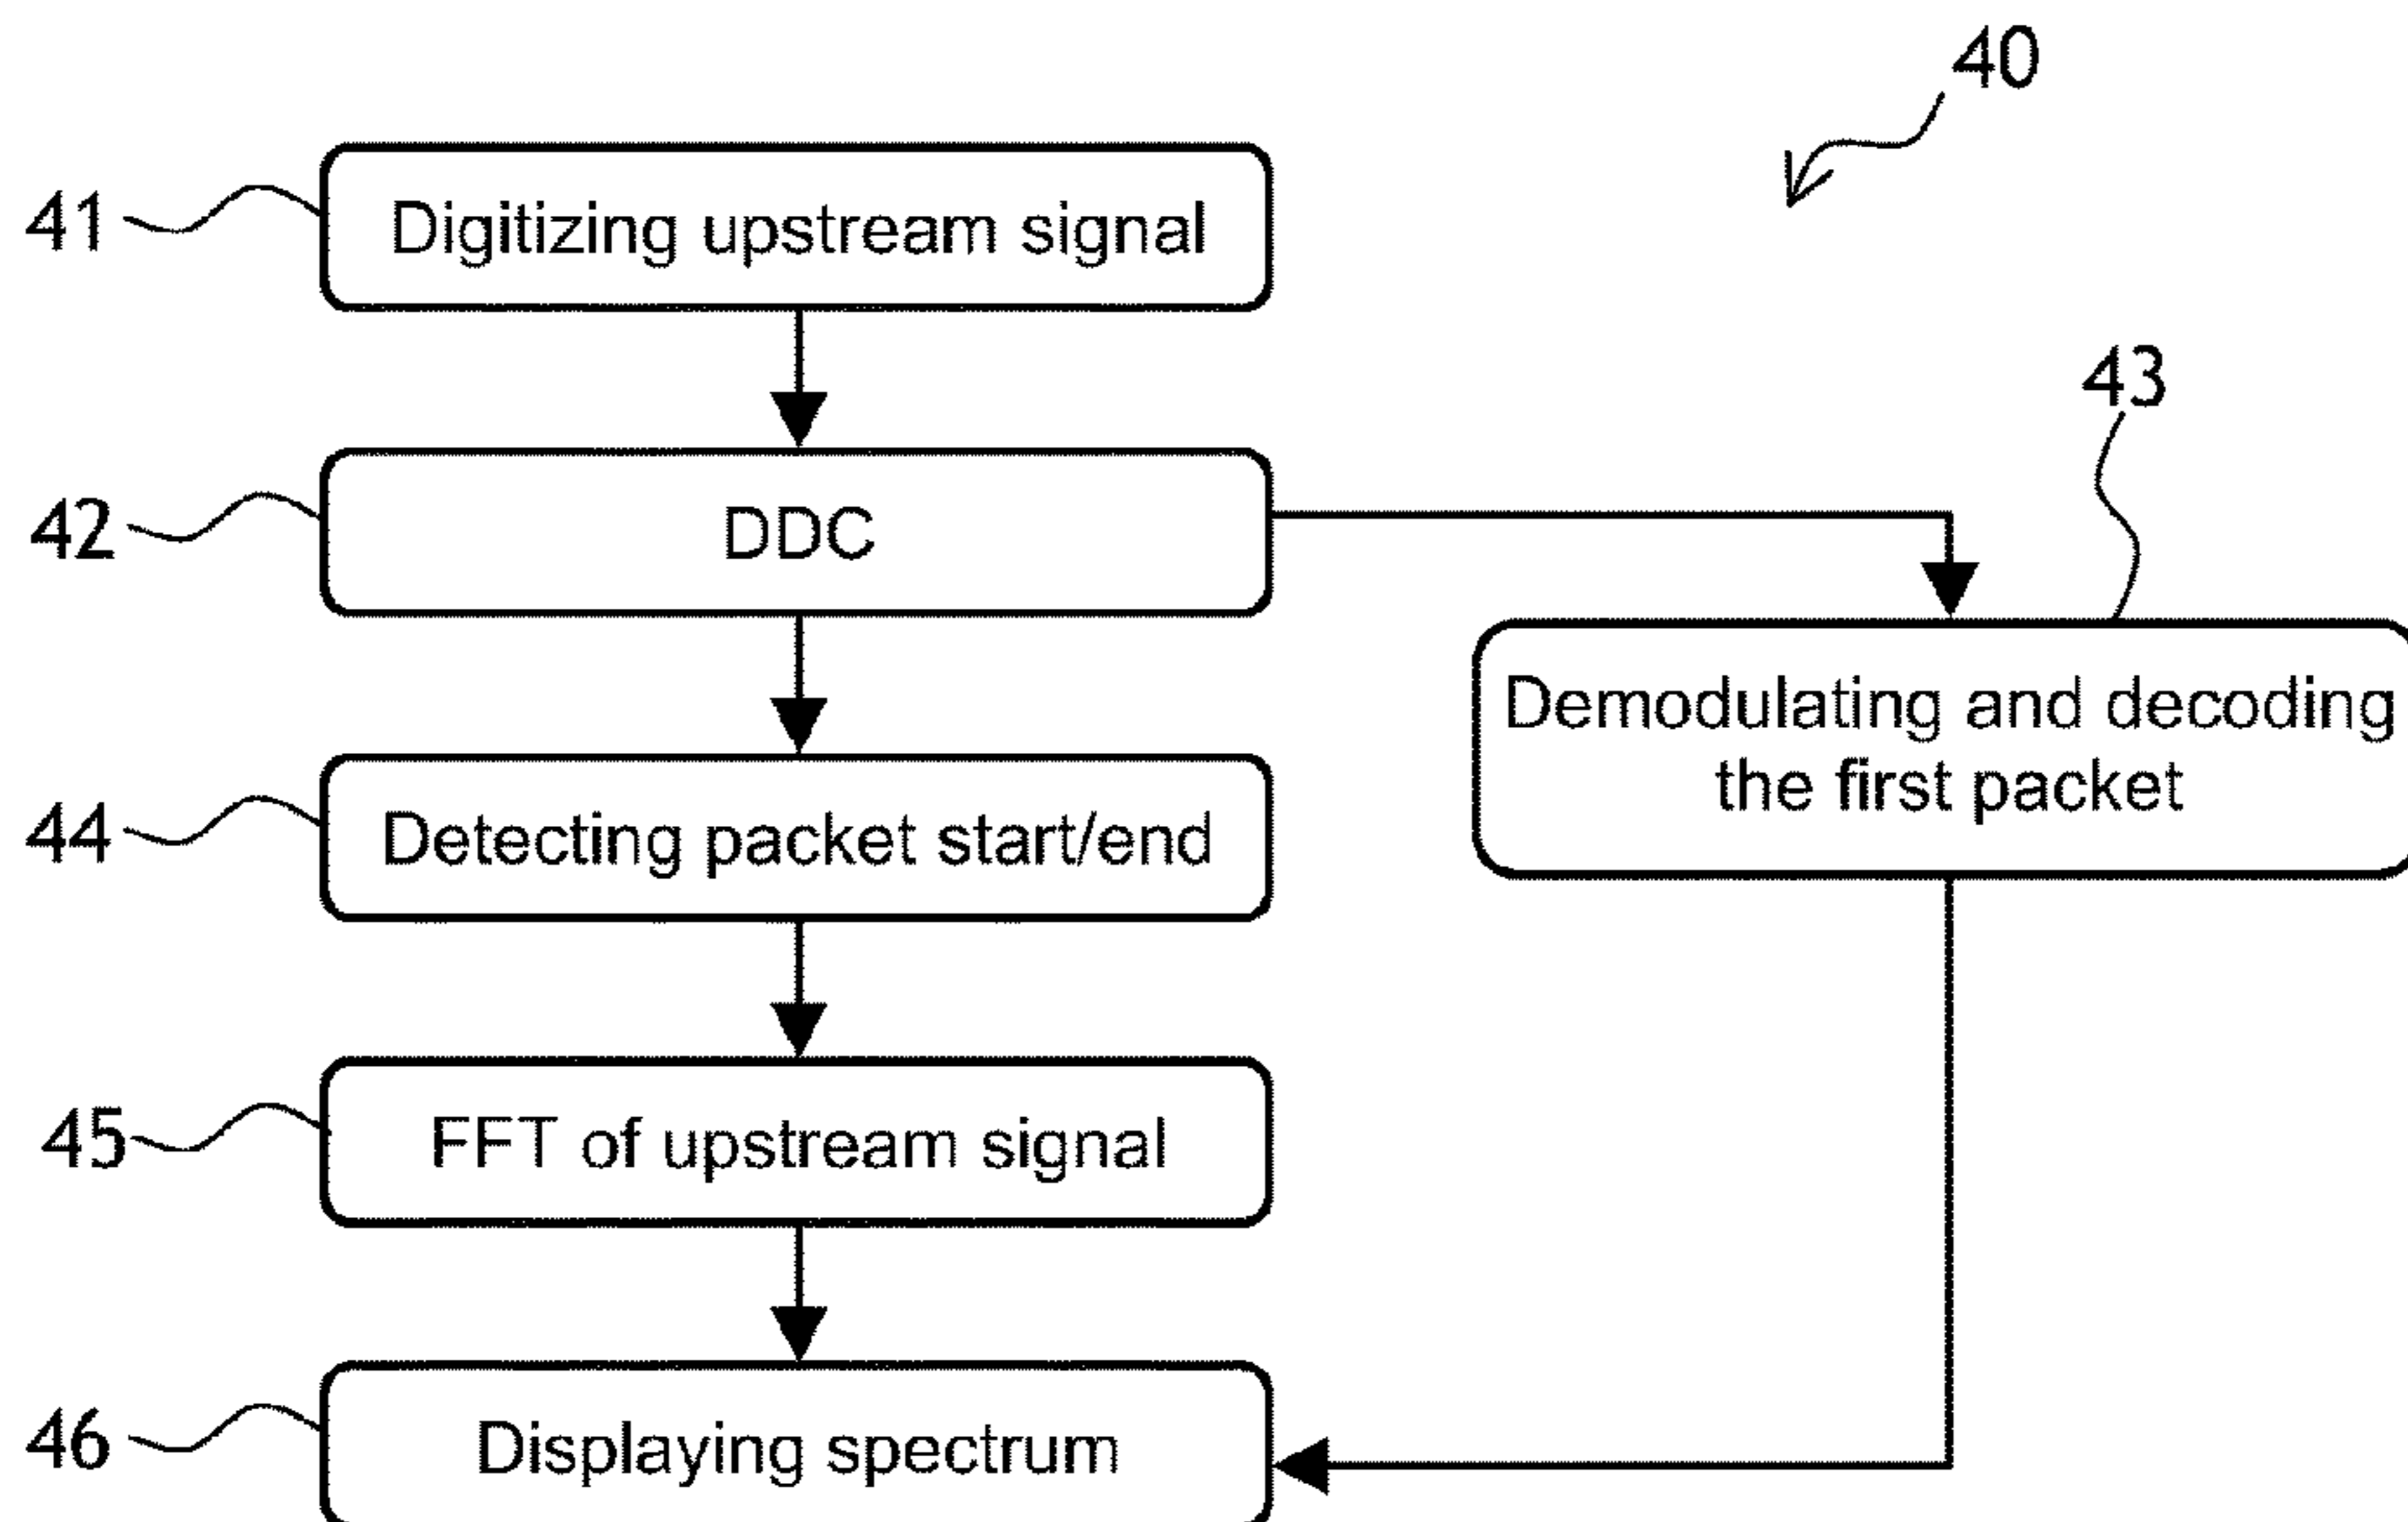 40
41
Digitizing upstream signal
43
42
DDC
Demodulating and decoding
the first packet
44
Detecting packet start/end
45
FFT of upstream signal
46
Displaying spectrum